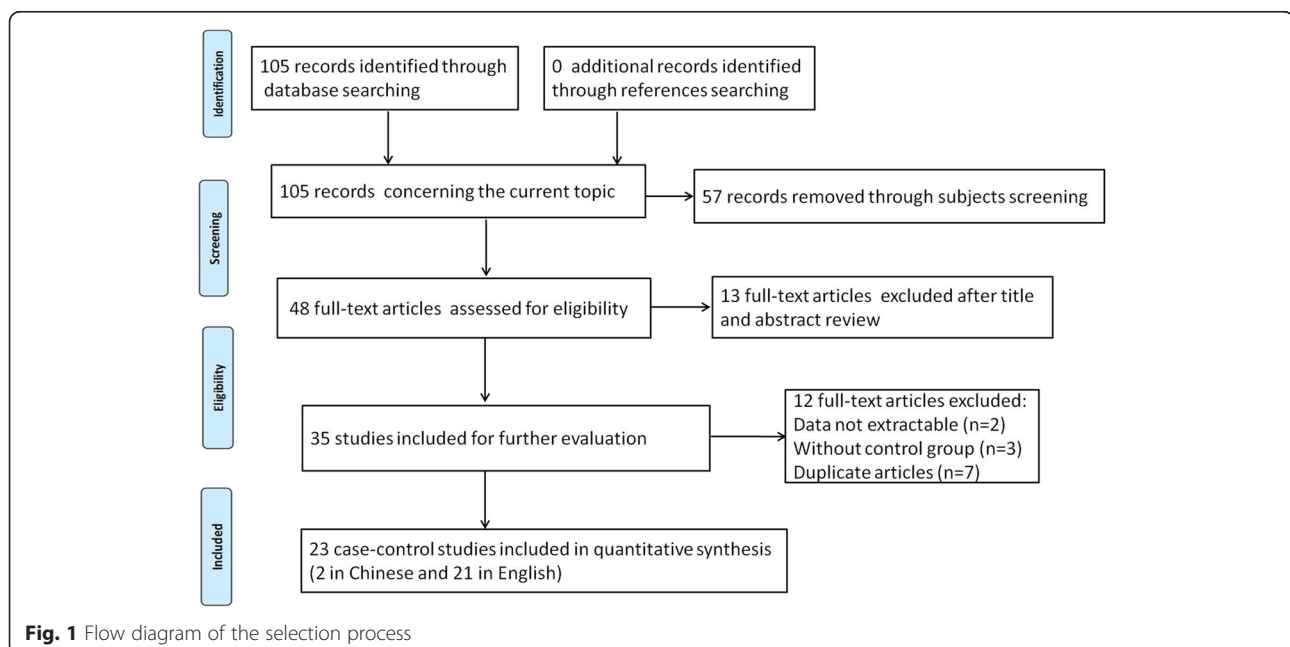 Identification
105 records identified through
database searching
0 additional records identified
through references searching
Screening
105 records concerning the current topic
57 records removed through subjects screening
48 full-text articles assessed for eligibility
13 full-text articles excluded after title
and abstract review
Eligibility
35 studies included for further evaluation
12 full-text articles excluded:
Data not extractable (n=2)
Without control group (n=3)
Duplicate articles (n=7)
Included
23 case-control studies included in quantitative synthesis
(2 in Chinese and 21 in English)
Fig. 1 Flow diagram of the selection process